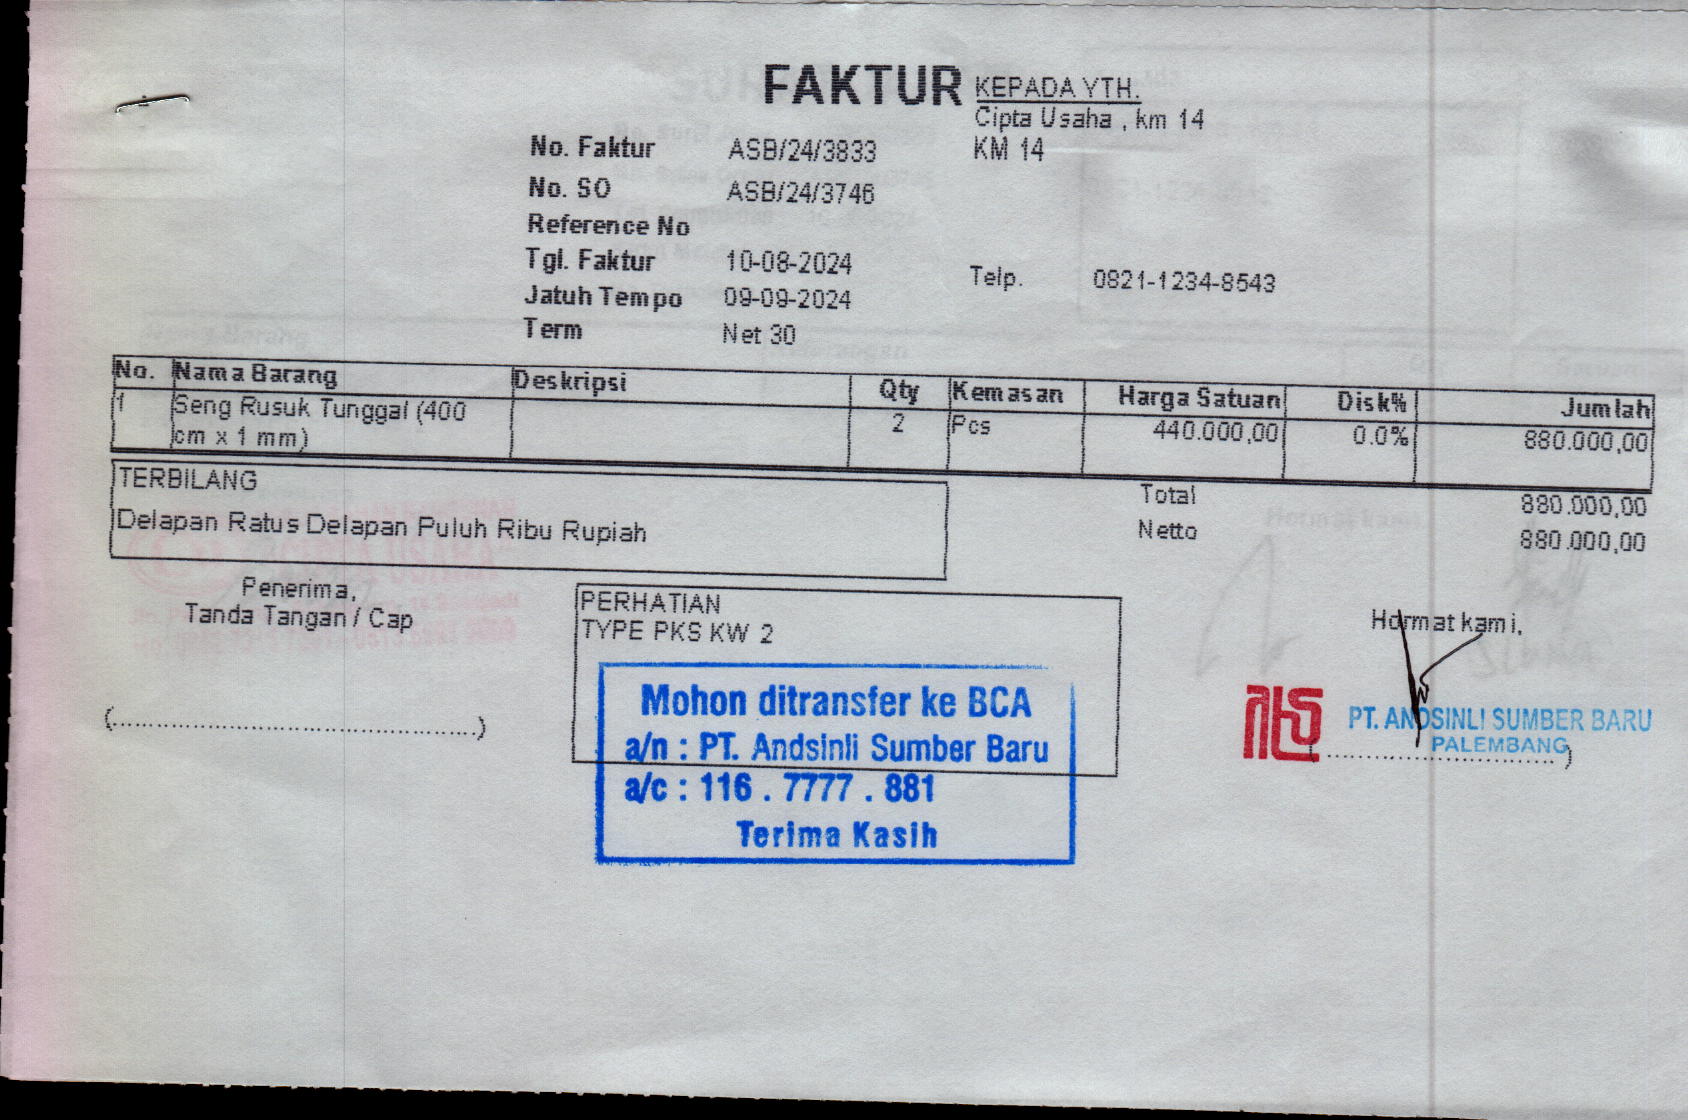 FAKTUR
KEPADA YTH.
Cipta Usaha , km 14
KM 14
No. Faktur ASB/24/3833
No. SO ASB/24/3746
Reference No
Tgl. Faktur 10-08-2024
Jatuh Tempo 09-09-2024
Term Net 30
Telp. 0821-1234-8543
No. Nama Barang Deskripsi Qty Kemasan Harga Satuan Disk% Jumlah
1 Seng Rusuk Tunggal (400 2 Pcs 440.000,00 0.0% 880.000,00
cm x 1 mm)
TERBILANG
Delapan Ratus Delapan Puluh Ribu Rupiah
Total 880.000,00
Netto 880.000,00
Penerima,
Tanda Tangan / Cap
(..................................................)
PERHATIAN
TYPE PKS KW 2
Mohon ditransfer ke BCA
a/n : PT. Andsinli Sumber Baru
a/c : 116 . 7777 . 881
Terima Kasih
Hormat kami,
PT. ANDSINLI SUMBER BARU
PALEMBANG
(................................)